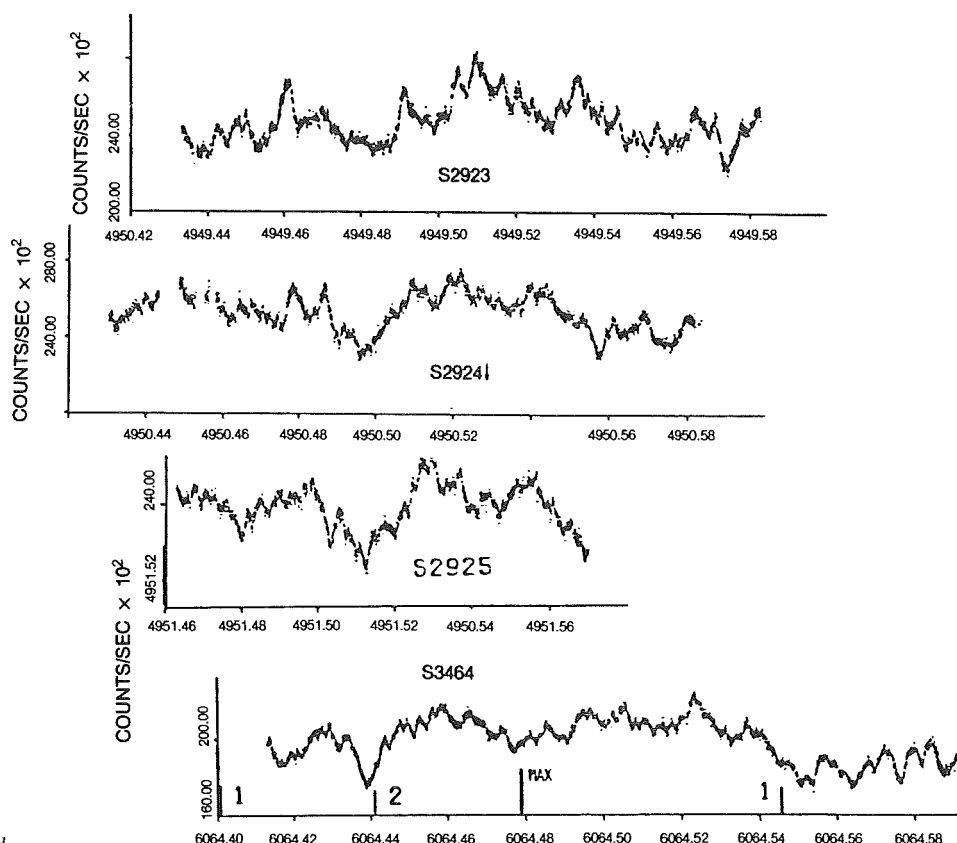 COUNTS/SEC × 10²
240.00
200.00
S2923
4950.42 4949.44 4949.46 4949.48 4949.50 4949.52 4949.54 4949.56 4949.58
COUNTS/SEC × 10²
280.00
240.00
S2924
4950.44 4950.46 4950.48 4950.50 4950.52 4950.56 4950.58
COUNTS/SEC × 10²
240.00
4951.52
S2925
4951.46 4951.48 4951.50 4951.52 4950.54 4951.56
S3464
200.00
160.00
1 2 MAX 1
6064.40 6064.42 6064.44 6064.46 6064.48 6064.50 6064.52 6064.54 6064.56 6064.58